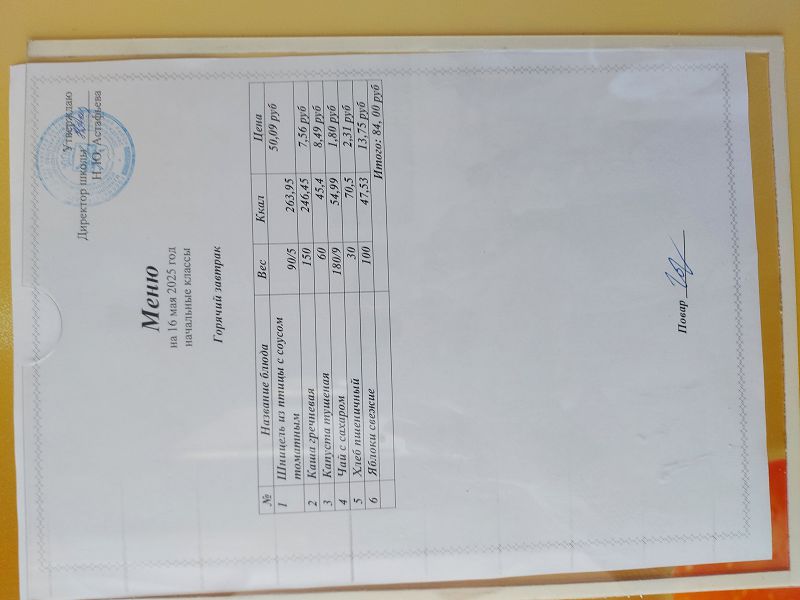 Утверждаю
Директор школы
Н.Ю. Астафьева
Меню
на 16 мая 2025 год
начальные классы
Горячий завтрак
№ Название блюда Вес Ккал Цена
1 Шницель из птицы с соусом томатным 90/5 263,95 50,09 руб
2 Каша гречневая 150 246,45 7,56 руб
3 Капуста тушеная 60 45,4 8,49 руб
4 Чай с сахаром 180/9 54,99 1,80 руб
5 Хлеб пшеничный 30 70,5 2,31 руб
6 Яблоки свежие 100 47,53 13,75 руб
Итого: 84, 00 руб
Повар